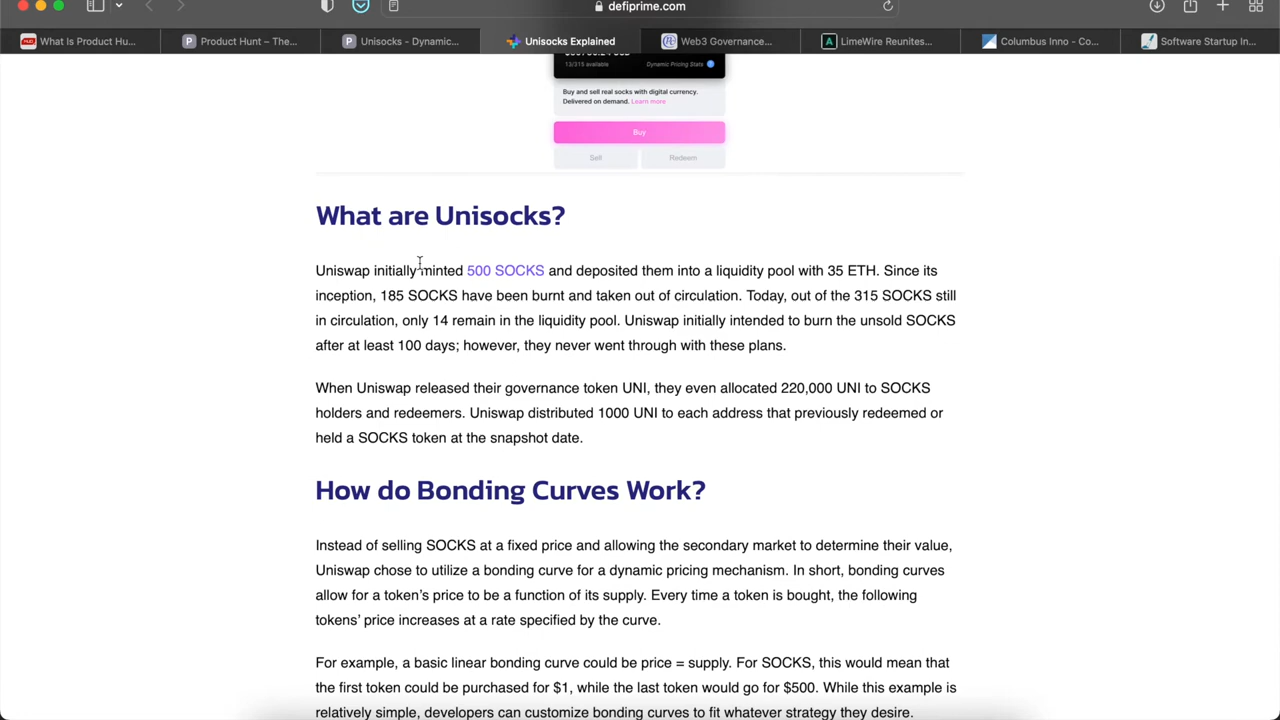 defiprime.com
What Is Product Hu...
Product Hunt – The...
Unisocks - Dynamic...
Unisocks Explained
Web3 Governance...
LimeWire Reunites...
Columbus Inno - Co...
Software Startup In...
13/315 available
Dynamic Pricing Stats
Buy and sell real socks with digital currency.
Delivered on demand. Learn more
Buy
Sell
Redeem
What are Unisocks?
Uniswap initially minted 500 SOCKS and deposited them into a liquidity pool with 35 ETH. Since its
inception, 185 SOCKS have been burnt and taken out of circulation. Today, out of the 315 SOCKS still
in circulation, only 14 remain in the liquidity pool. Uniswap initially intended to burn the unsold SOCKS
after at least 100 days; however, they never went through with these plans.
When Uniswap released their governance token UNI, they even allocated 220,000 UNI to SOCKS
holders and redeemers. Uniswap distributed 1000 UNI to each address that previously redeemed or
held a SOCKS token at the snapshot date.
How do Bonding Curves Work?
Instead of selling SOCKS at a fixed price and allowing the secondary market to determine their value,
Uniswap chose to utilize a bonding curve for a dynamic pricing mechanism. In short, bonding curves
allow for a token's price to be a function of its supply. Every time a token is bought, the following
tokens' price increases at a rate specified by the curve.
For example, a basic linear bonding curve could be price = supply. For SOCKS, this would mean that
the first token could be purchased for $1, while the last token would go for $500. While this example is
relatively simple, developers can customize bonding curves to fit whatever strategy they desire.